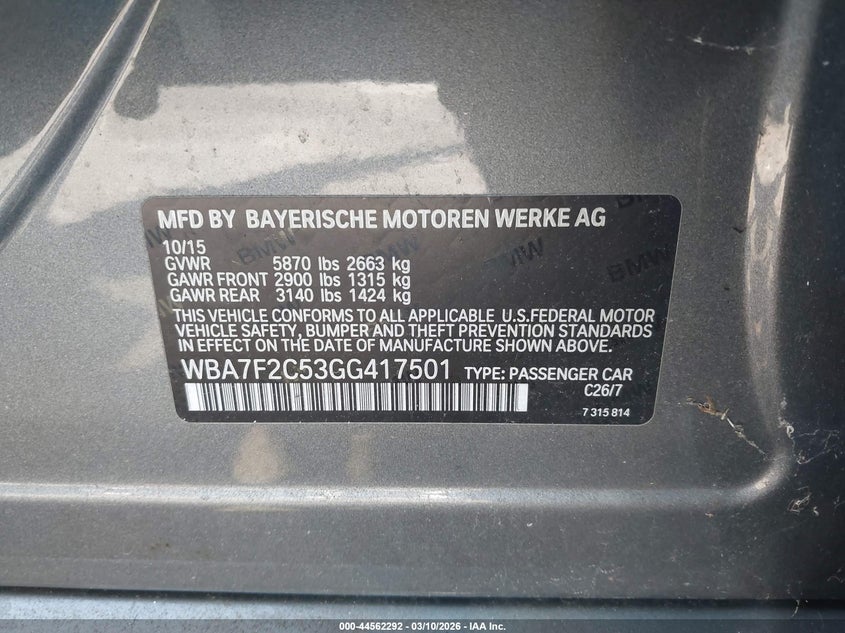 MFD BY BAYERISCHE MOTOREN WERKE AG
10/15
GVWR 5870 lbs 2663 kg
GAWR FRONT 2900 lbs 1315 kg
GAWR REAR 3140 lbs 1424 kg
THIS VEHICLE CONFORMS TO ALL APPLICABLE U.S.FEDERAL MOTOR
VEHICLE SAFETY, BUMPER AND THEFT PREVENTION STANDARDS
IN EFFECT ON THE DATE OF MANUFACTURE SHOWN ABOVE.
WBA7F2C53GG417501 TYPE: PASSENGER CAR
C26/7
7 315 814
BMW
BMW
BMW
000-44562292 - 03/10/2026 - IAA Inc.